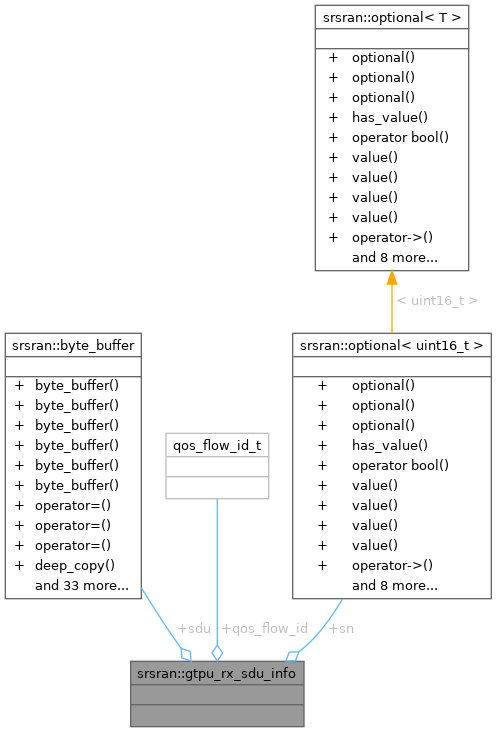 srsran::optional< T >
+ optional()
+ optional()
+ optional()
+ has_value()
+ operator bool()
+ value()
+ value()
+ value()
+ value()
+ operator->()
and 8 more...
< uint16_t >
srsran::byte_buffer
+ byte_buffer()
+ byte_buffer()
+ byte_buffer()
+ byte_buffer()
+ byte_buffer()
+ byte_buffer()
+ operator=()
+ operator=()
+ operator=()
+ deep_copy()
and 33 more...
qos_flow_id_t
srsran::optional< uint16_t >
+ optional()
+ optional()
+ optional()
+ has_value()
+ operator bool()
+ value()
+ value()
+ value()
+ value()
+ operator->()
and 8 more...
+sdu
+qos_flow_id
+sn
srsran::gtpu_rx_sdu_info